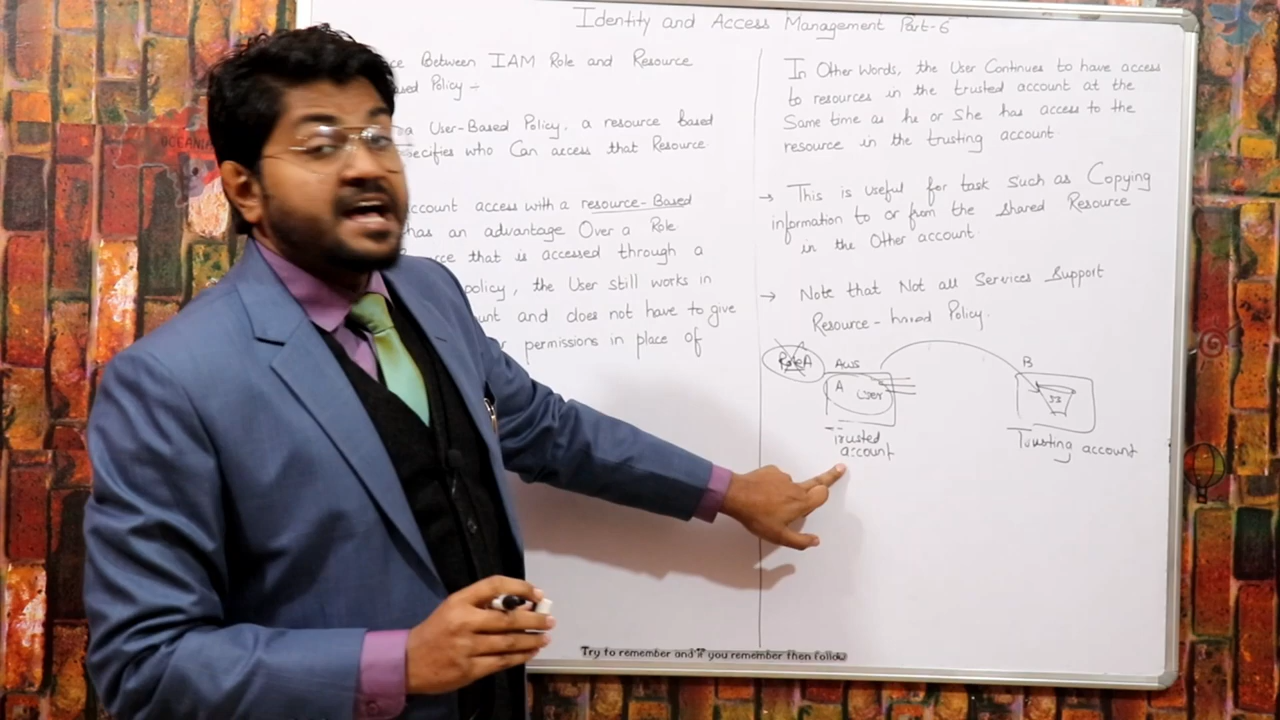 Identity and Access Management Part-6
ce Between IAM Role and Resource
ased Policy -
a User-Based Policy, a resource based
specifies who Can access that Resource
account access with a resource-Based
has an advantage Over a Role
rce that is accessed through a
policy, the User still works in
unt and does not have to give
r permissions in place of
In Other Words, the User Continues to have access
to resources in the trusted account at the
Same time as he or She has access to the
resource in the trusting account.
→ This is useful for task such as Copying
information to or from the Shared Resource
in the Other account.
→ Note that Not all Services Support
Resource-based Policy.
Role A
Aws
A User
Trusted
account
B
S3
Trusting account
OCEANIA
Try to remember and if you remember then follow